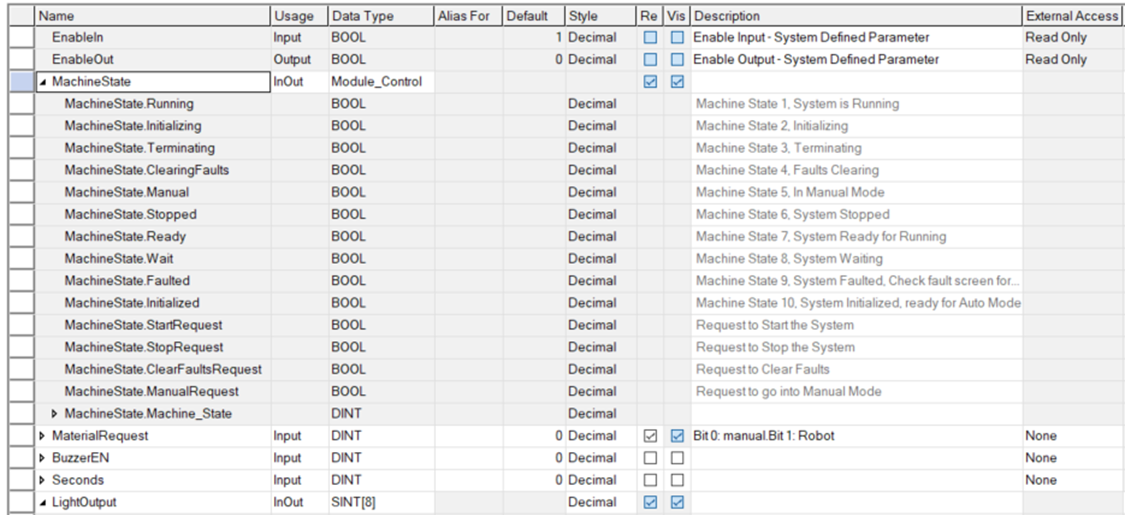 Name Usage Data Type Alias For Default Style Re Vis Description External Access
EnableIn Input BOOL 1 Decimal Enable Input - System Defined Parameter Read Only
EnableOut Output BOOL 0 Decimal Enable Output - System Defined Parameter Read Only
MachineState InOut Module_Control
MachineState.Running BOOL Decimal Machine State 1, System is Running
MachineState.Initializing BOOL Decimal Machine State 2, Initializing
MachineState.Terminating BOOL Decimal Machine State 3, Terminating
MachineState.ClearingFaults BOOL Decimal Machine State 4, Faults Clearing
MachineState.Manual BOOL Decimal Machine State 5, In Manual Mode
MachineState.Stopped BOOL Decimal Machine State 6, System Stopped
MachineState.Ready BOOL Decimal Machine State 7, System Ready for Running
MachineState.Wait BOOL Decimal Machine State 8, System Waiting
MachineState.Faulted BOOL Decimal Machine State 9, System Faulted, Check fault screen for...
MachineState.Initialized BOOL Decimal Machine State 10, System Initialized, ready for Auto Mode
MachineState.StartRequest BOOL Decimal Request to Start the System
MachineState.StopRequest BOOL Decimal Request to Stop the System
MachineState.ClearFaultsRequest BOOL Decimal Request to Clear Faults
MachineState.ManualRequest BOOL Decimal Request to go into Manual Mode
MachineState.Machine_State DINT Decimal
MaterialRequest Input DINT 0 Decimal Bit 0: manual.Bit 1: Robot None
BuzzerEN Input DINT 0 Decimal None
Seconds Input DINT 0 Decimal None
LightOutput InOut SINT[8] Decimal